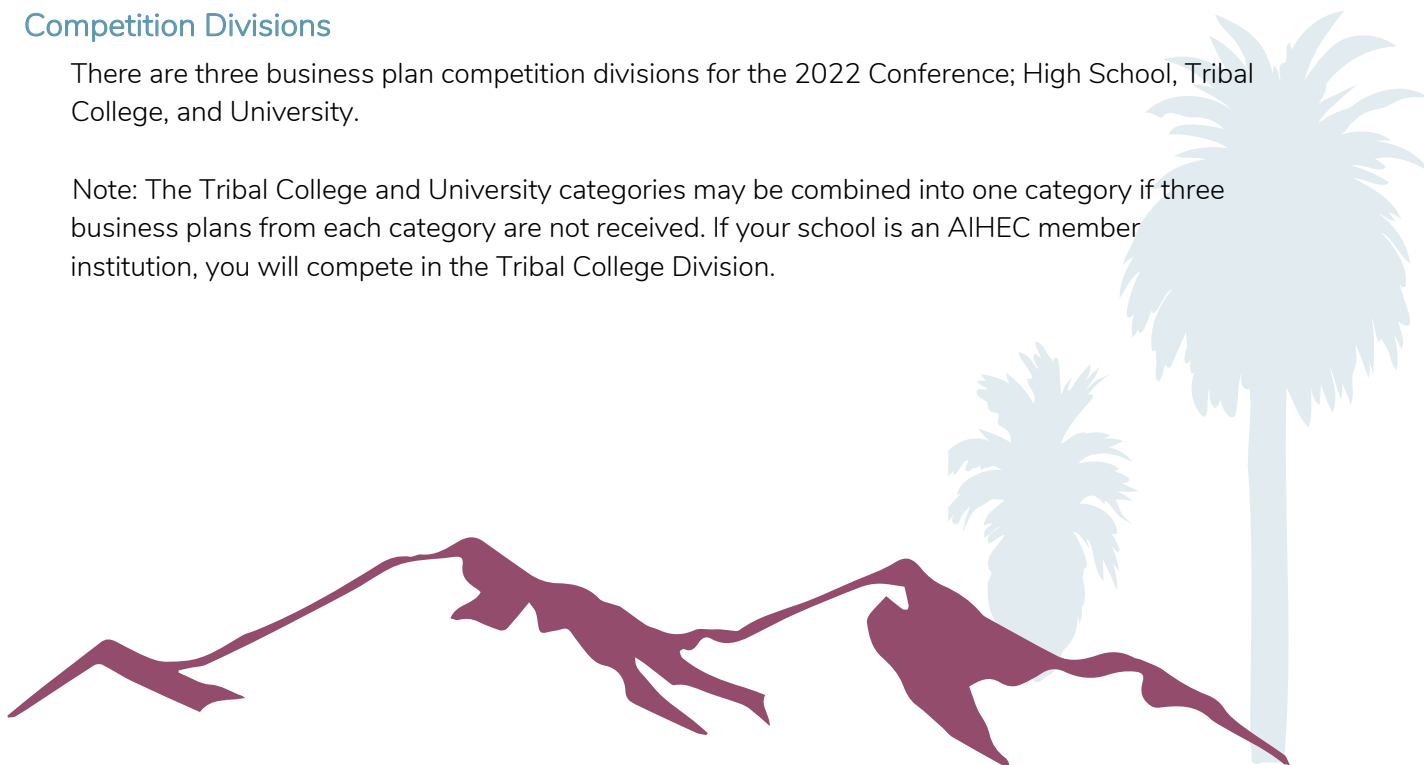 Competition Divisions
There are three business plan competition divisions for the 2022 Conference; High School, Tribal
College, and University.
Note: The Tribal College and University categories may be combined into one category if three
business plans from each category are not received. If your school is an AIHEC member
institution, you will compete in the Tribal College Division.